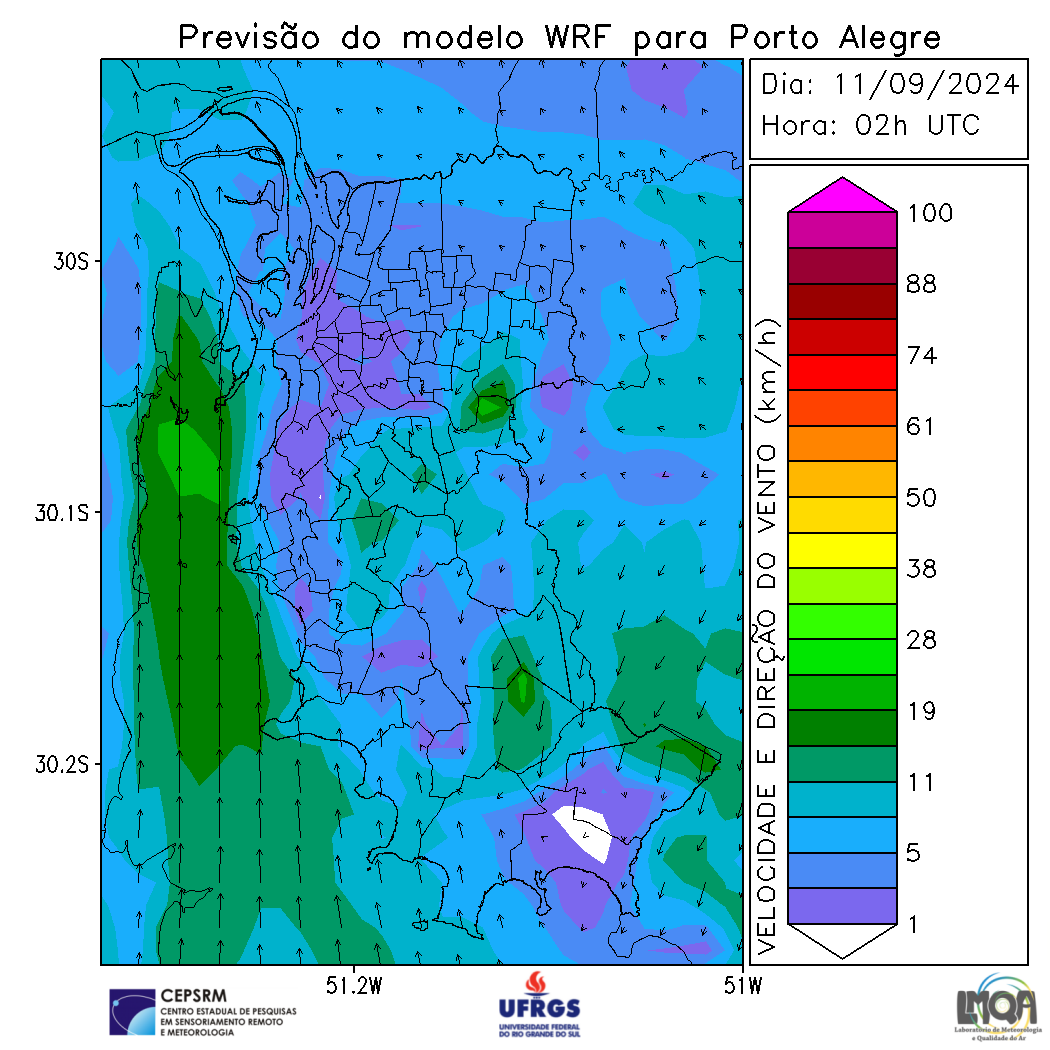 Previsão do modelo WRF para Porto Alegre
Dia: 11/09/2024
Hora: 02h UTC
30S
30.1S
30.2S
51.2W
51W
VELOCIDADE E DIREÇÃO DO VENTO (km/h)
100
88
74
61
50
38
28
19
11
5
1
CEPSRM
CENTRO ESTADUAL DE PESQUISAS
EM SENSORIAMENTO REMOTO
E METEOROLOGIA
UFRGS
UNIVERSIDADE FEDERAL
DO RIO GRANDE DO SUL
LMQA
Laboratório de Meteorologia
e Qualidade do Ar